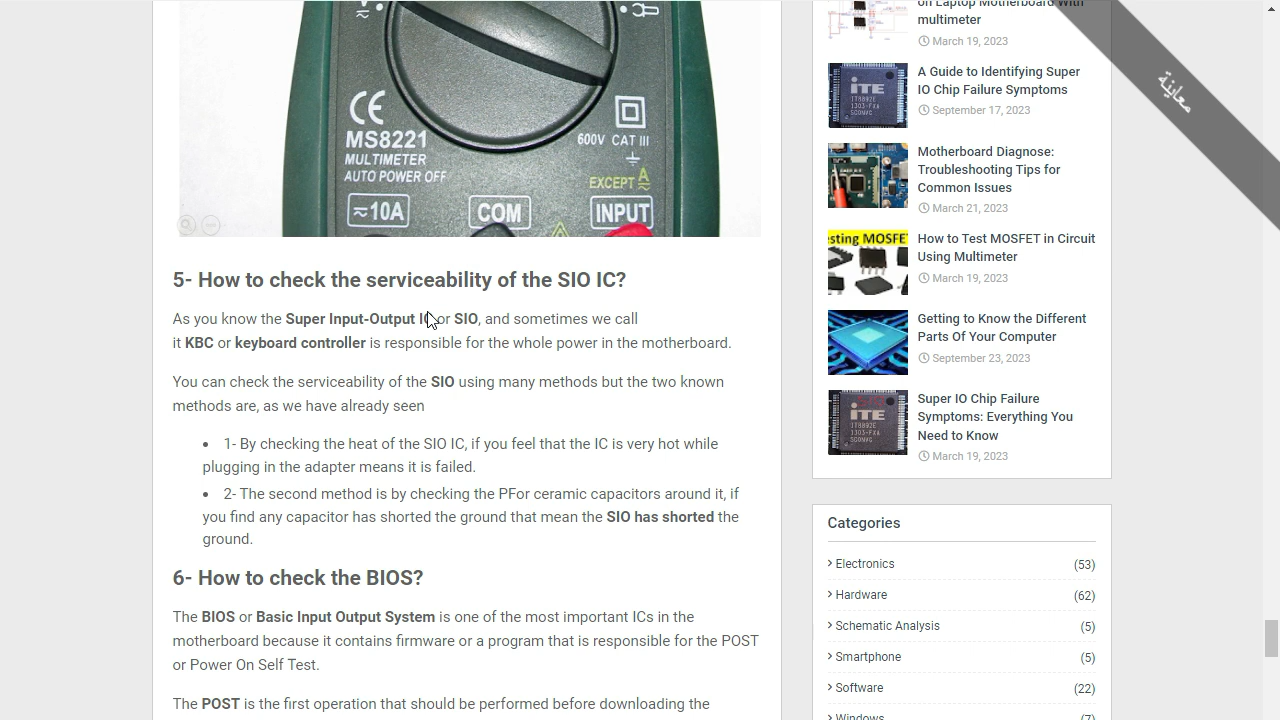 CE
MS8221
MULTIMETER
AUTO POWER OFF
600V CAT III
EXCEPT
≂10A
COM
INPUT
5- How to check the serviceability of the SIO IC?
As you know the Super Input-Output IC or SIO, and sometimes we call
it KBC or keyboard controller is responsible for the whole power in the motherboard.
You can check the serviceability of the SIO using many methods but the two known
methods are, as we have already seen
• 1- By checking the heat of the SIO IC, if you feel that the IC is very hot while
plugging in the adapter means it is failed.
• 2- The second method is by checking the PFor ceramic capacitors around it, if
you find any capacitor has shorted the ground that mean the SIO has shorted the
ground.
6- How to check the BIOS?
The BIOS or Basic Input Output System is one of the most important ICs in the
motherboard because it contains firmware or a program that is responsible for the POST
or Power On Self Test.
The POST is the first operation that should be performed before downloading the
on Laptop Motherboard With
multimeter
March 19, 2023
iTE
A Guide to Identifying Super
IO Chip Failure Symptoms
September 17, 2023
Motherboard Diagnose:
Troubleshooting Tips for
Common Issues
March 21, 2023
esting MOSFE
How to Test MOSFET in Circuit
Using Multimeter
March 19, 2023
Getting to Know the Different
Parts Of Your Computer
September 23, 2023
iTE
Super IO Chip Failure
Symptoms: Everything You
Need to Know
March 19, 2023
Categories
Electronics (53)
Hardware (62)
Schematic Analysis (5)
Smartphone (5)
Software (22)
Windows (7)
معاينة